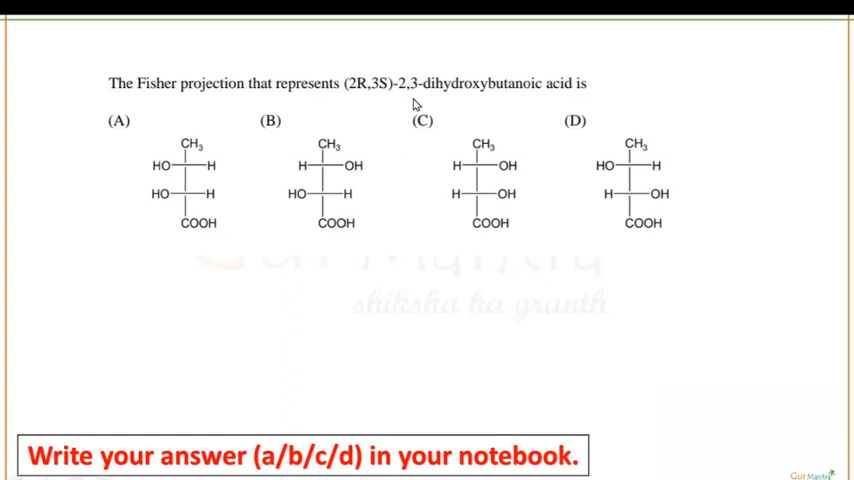 The Fisher projection that represents (2R,3S)-2,3-dihydroxybutanoic acid is
(A) (B) (C) (D)
CH3 CH3 CH3 CH3
HO H H OH H OH HO H
HO H HO H H OH H OH
COOH COOH COOH COOH
shiksha ka granth
Write your answer (a/b/c/d) in your notebook.
Gur Mantra